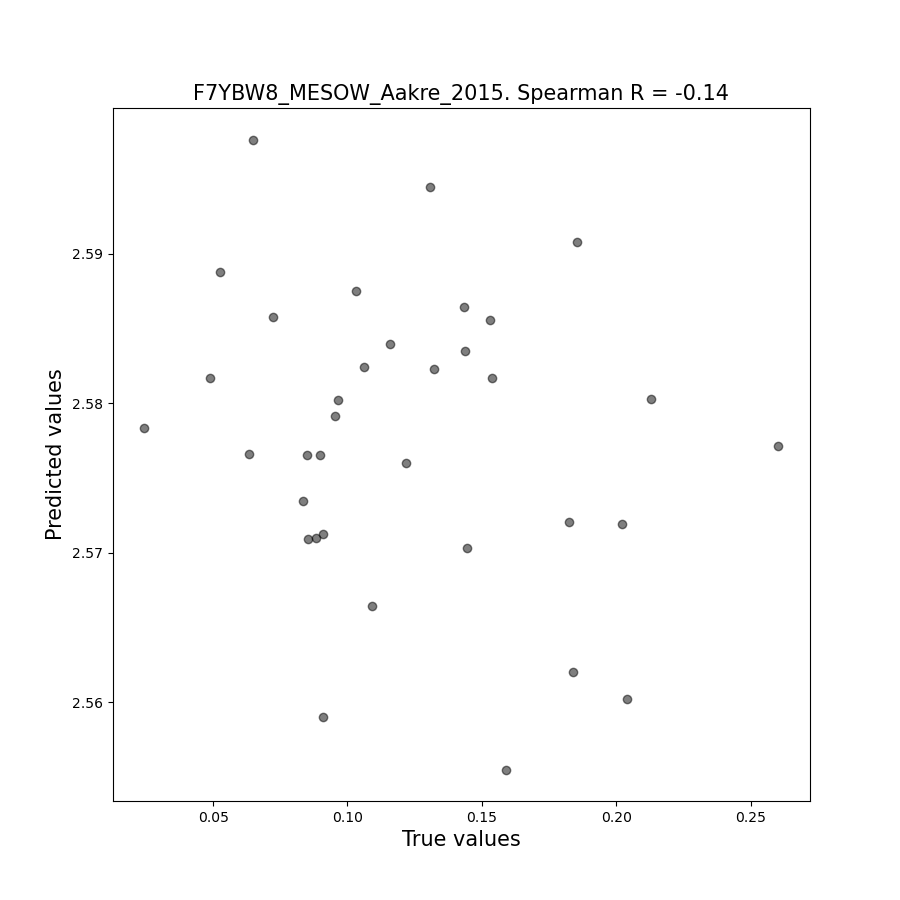 F7YBW8_MESOW_Aakre_2015. Spearman R = -0.14
2.59
2.58
2.57
2.56
Predicted values
0.05 0.10 0.15 0.20 0.25
True values